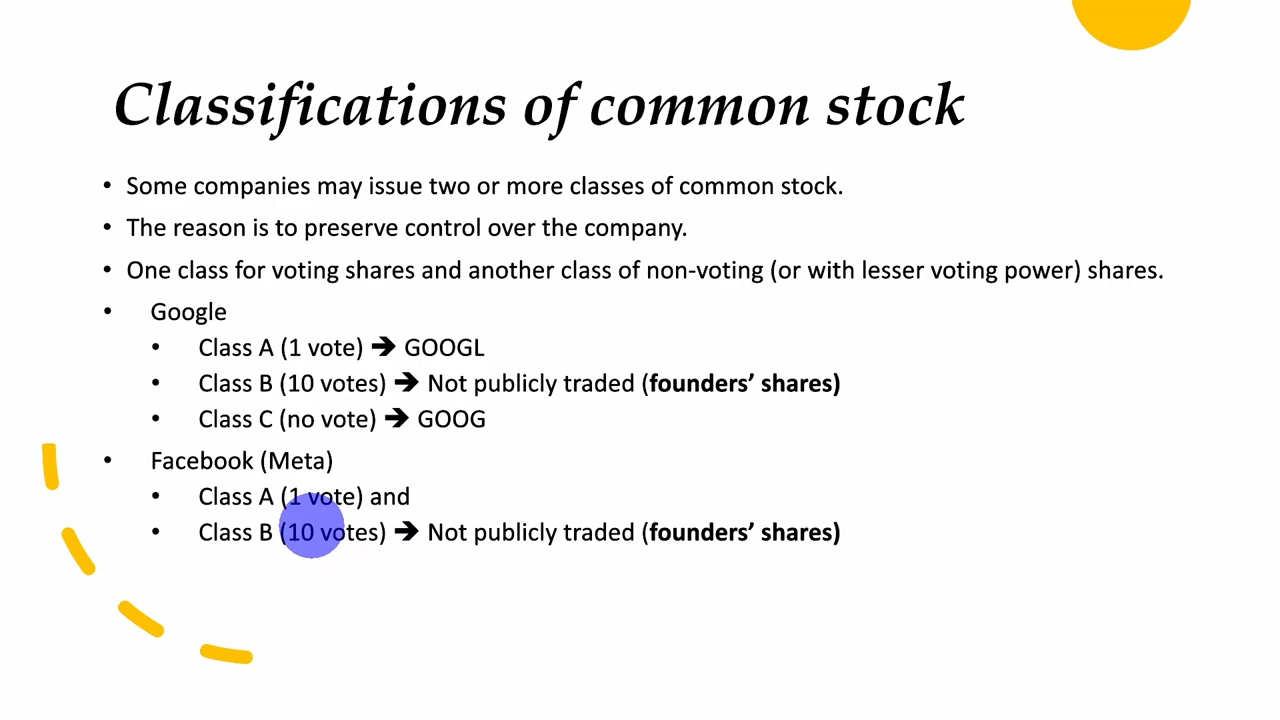 Classifications of common stock
• Some companies may issue two or more classes of common stock.
• The reason is to preserve control over the company.
• One class for voting shares and another class of non-voting (or with lesser voting power) shares.
• Google
• Class A (1 vote) ➔ GOOGL
• Class B (10 votes) ➔ Not publicly traded (founders’ shares)
• Class C (no vote) ➔ GOOG
• Facebook (Meta)
• Class A (1 vote) and
• Class B (10 votes) ➔ Not publicly traded (founders’ shares)